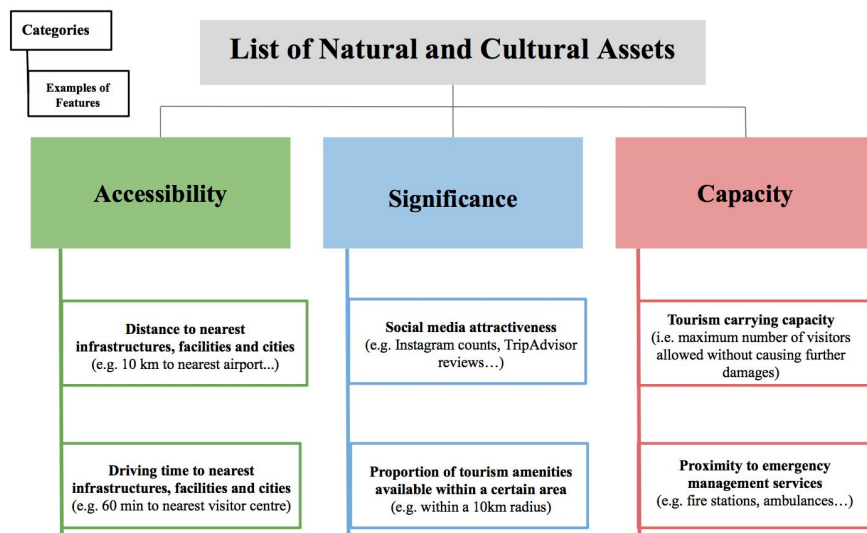 Categories
Examples of
Features
List of Natural and Cultural Assets
Accessibility
Significance
Capacity
Distance to nearest
infrastructures, facilities and cities
(e.g. 10 km to nearest airport...)
Social media attractiveness
(e.g. Instagram counts, TripAdvisor
reviews…)
Tourism carrying capacity
(i.e. maximum number of visitors
allowed without causing further
damages)
Driving time to nearest
infrastructures, facilities and cities
(e.g. 60 min to nearest visitor centre)
Proportion of tourism amenities
available within a certain area
(e.g. within a 10km radius)
Proximity to emergency
management services
(e.g. fire stations, ambulances…)